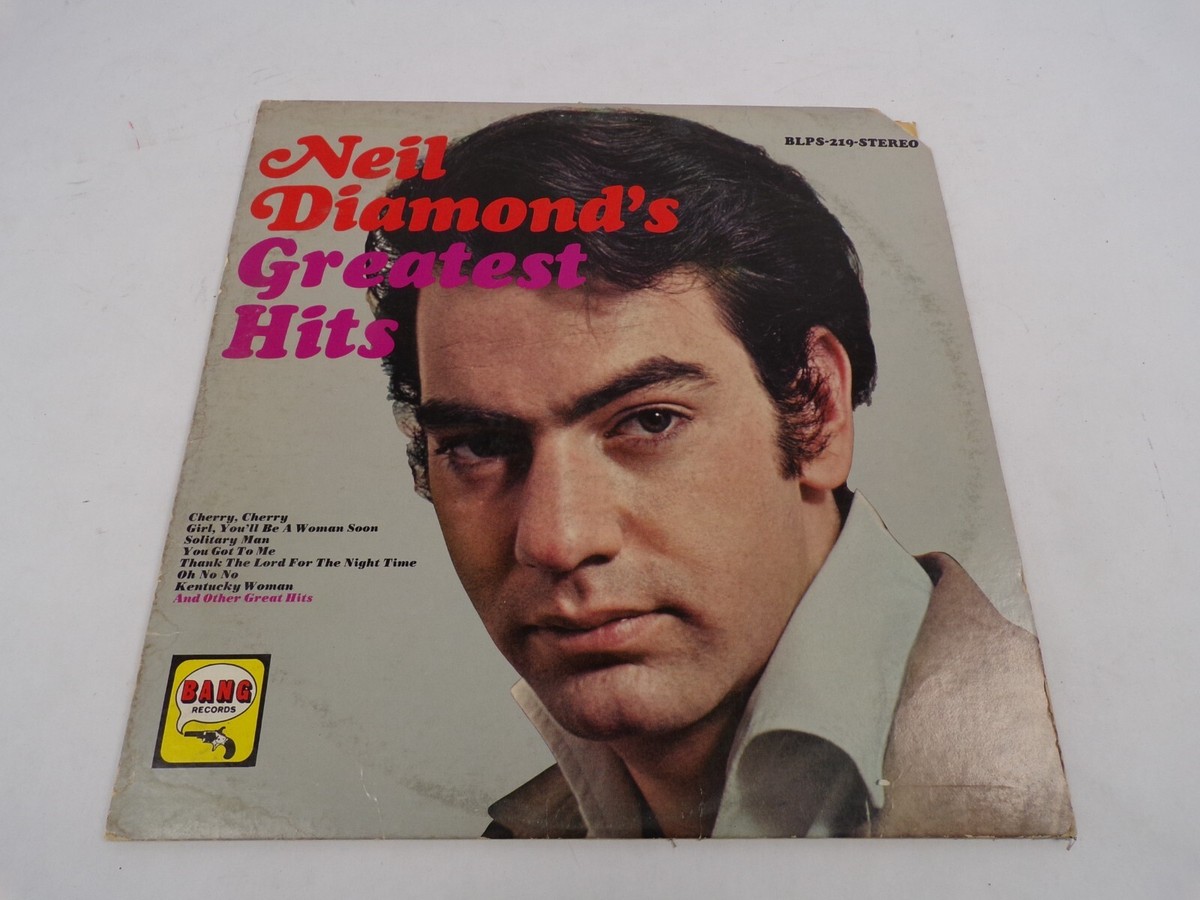 Neil
Diamond's
Greatest
Hits
BLPS-219-STEREO
Cherry, Cherry
Girl, You'll Be A Woman Soon
Solitary Man
You Got To Me
Thank The Lord For The Night Time
Oh No No
Kentucky Woman
And Other Great Hits
BANG
RECORDS